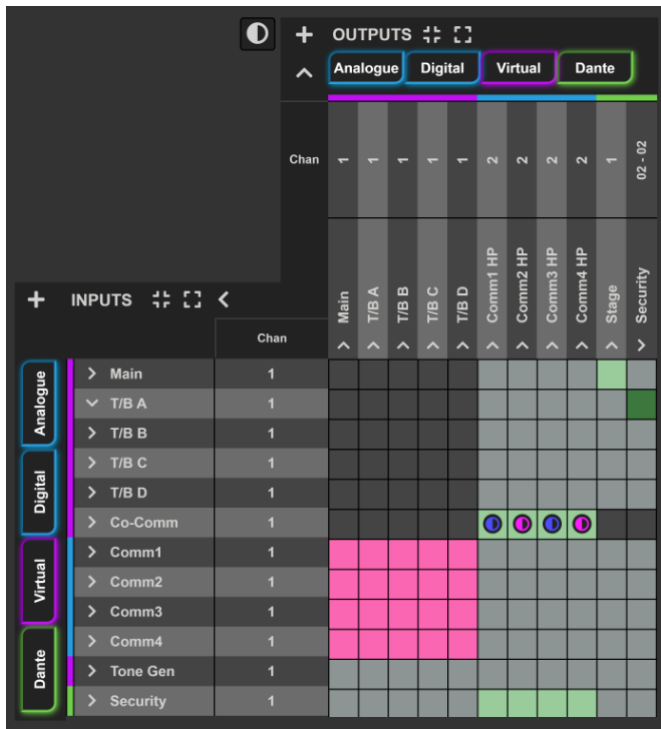 OUTPUTS
Analogue Digital Virtual Dante
Chan 1 1 1 1 1 2 2 2 2 1 02 - 02
Main T/B A T/B B T/B C T/B D Comm1 HP Comm2 HP Comm3 HP Comm4 HP Stage Security
INPUTS
Chan
Analogue
Digital
Virtual
Dante
Main 1
T/B A 1
T/B B 1
T/B C 1
T/B D 1
Co-Comm 1
Comm1 1
Comm2 1
Comm3 1
Comm4 1
Tone Gen 1
Security 1